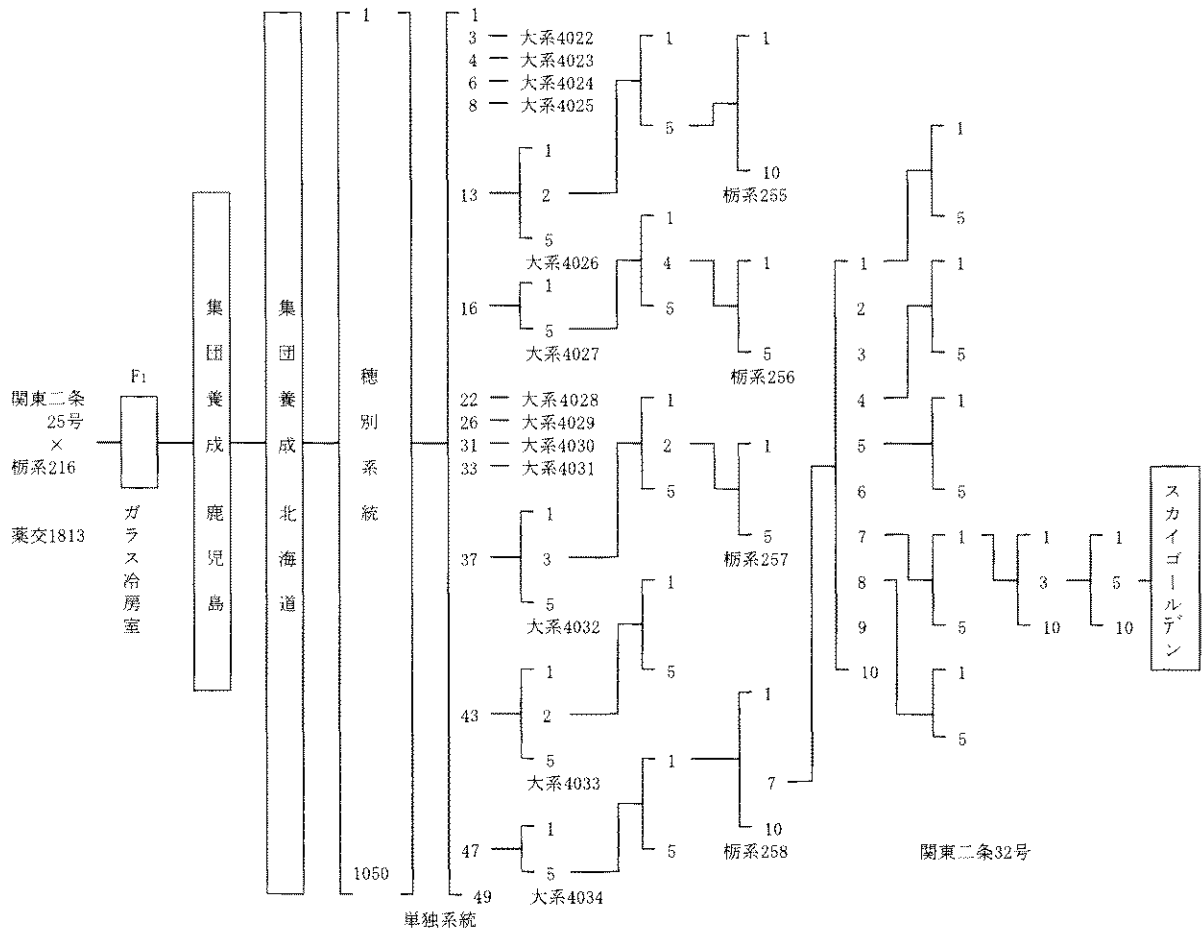 関東二条
25号
×
栃系216
薬交1813
F1
ガラス冷房室
集団養成 鹿児島
集団養成 北海道
1
穂別系統
1050
1
3 大系4022
4 大系4023
6 大系4024
8 大系4025
13
1
2
5
大系4026
16
1
5
大系4027
22 大系4028
26 大系4029
31 大系4030
33 大系4031
37
1
3
5
大系4032
43
1
2
5
大系4033
47
1
5
大系4034
49
単独系統
1
5
1
10
栃系255
1
4
5
1
5
栃系256
1
2
5
1
5
栃系257
1
5
1
5
1
7
10
栃系258
1
2
3
4
5
6
7
8
9
10
1
5
1
5
1
5
1
5
1
5
1
3
10
1
5
10
関東二条32号
スカイゴールデン